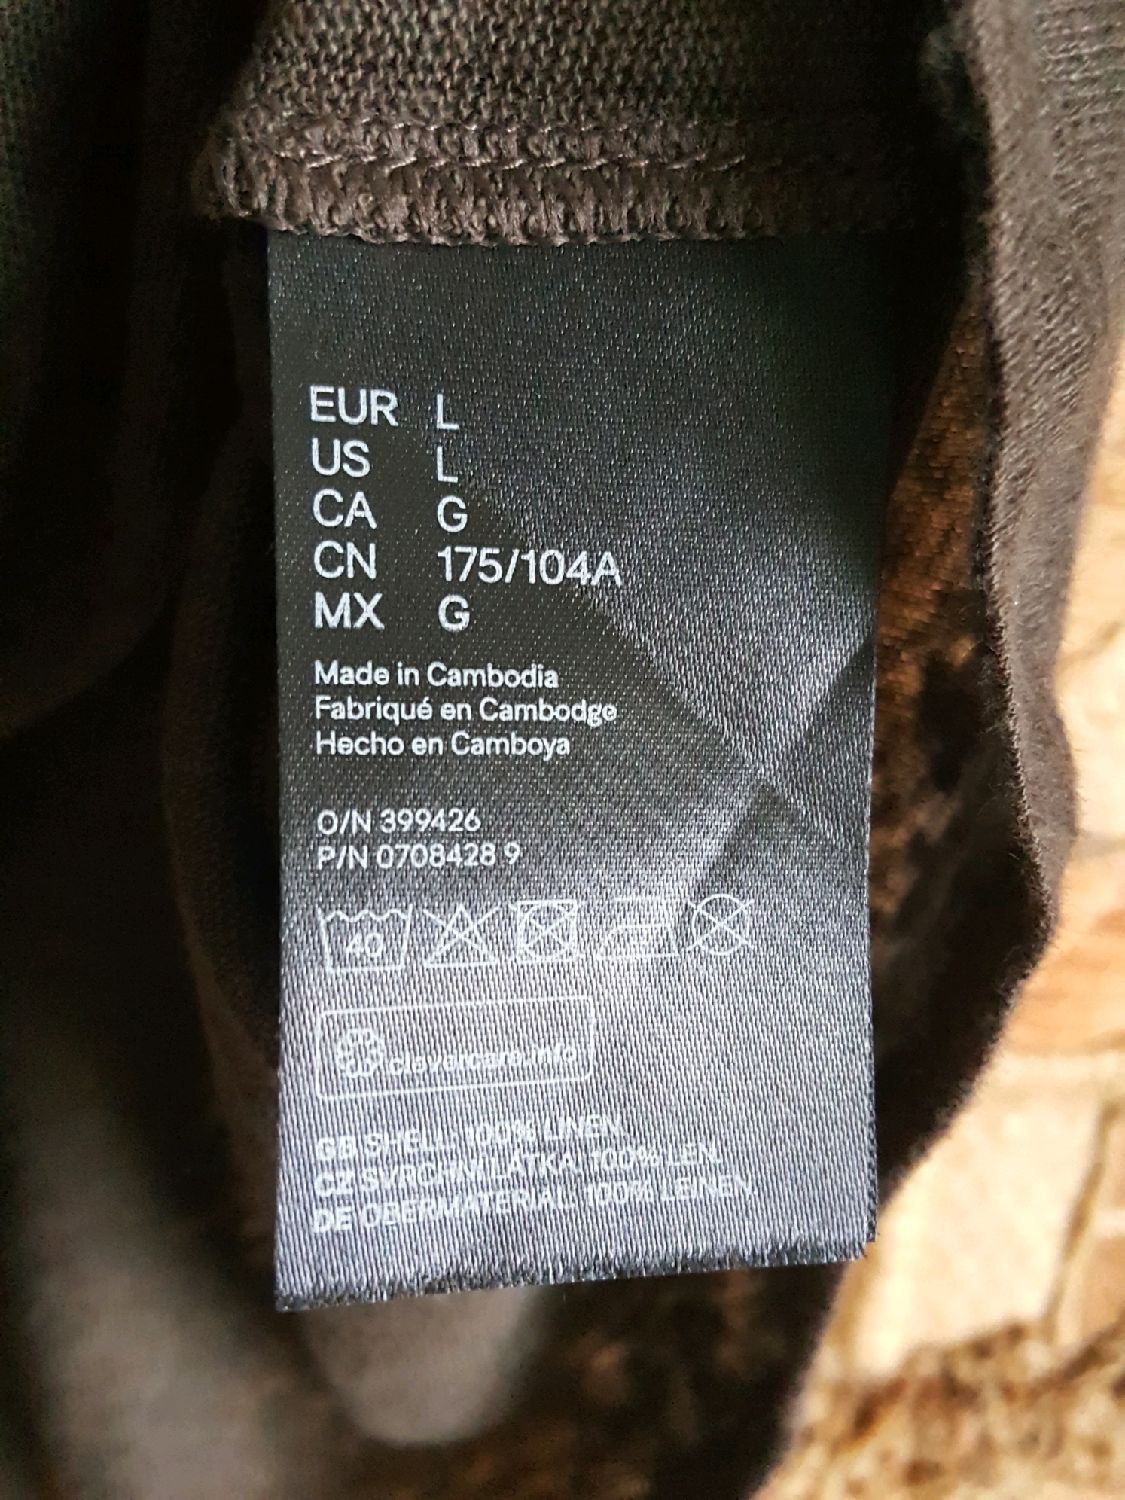 EUR L
US L
CA G
CN 175/104A
MX G
Made in Cambodia
Fabriqué en Cambodge
Hecho en Camboya
O/N 399426
P/N 0708428 9
40
clevercare.info
GB SHELL: 100% LINEN.
CZ SVRCHNÍ LÁTKA: 100% LEN.
DE OBERMATERIAL: 100% LEINEN.